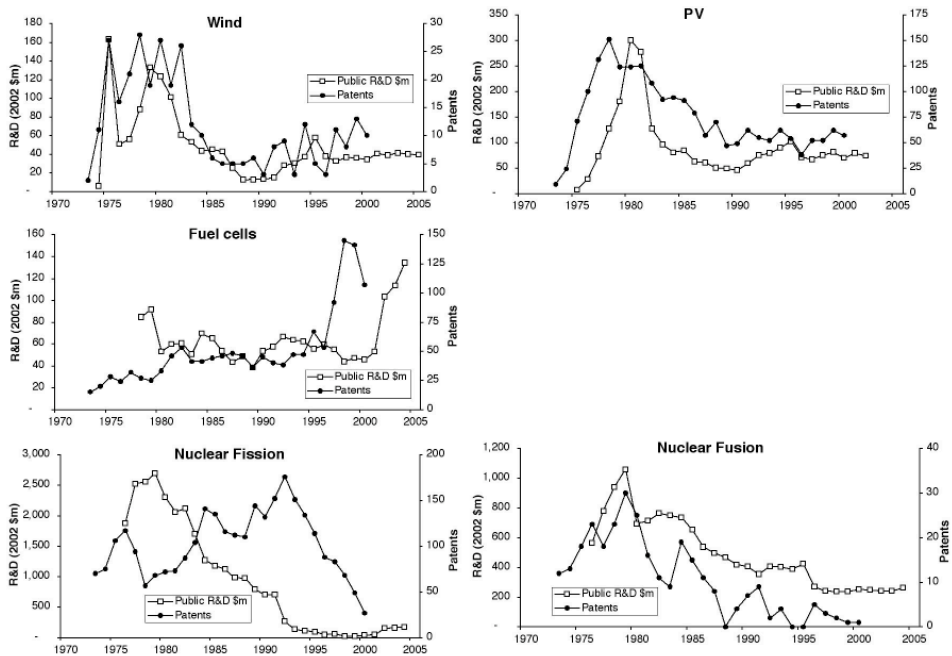 Wind
180
160
140
120
100
80
60
40
20
-
R&D (2002 $m)
30
25
20
15
10
5
0
Patents
Public R&D $m
Patents
1970 1975 1980 1985 1990 1995 2000 2005
PV
350
300
250
200
150
100
50
-
R&D (2002 $m)
175
150
125
100
75
50
25
0
Patents
Public R&D $m
Patents
1970 1975 1980 1985 1990 1995 2000 2005
Fuel cells
160
140
120
100
80
60
40
20
-
R&D (2002 $m)
150
125
100
75
50
25
0
Patents
Public R&D $m
Patents
1970 1975 1980 1985 1990 1995 2000 2005
Nuclear Fission
3,000
2,500
2,000
1,500
1,000
500
-
R&D (2002 $m)
200
150
100
50
0
Patents
Public R&D $m
Patents
1970 1975 1980 1985 1990 1995 2000 2005
Nuclear Fusion
1,200
1,000
800
600
400
200
-
R&D (2002 $m)
40
30
20
10
0
Patents
Public R&D $m
Patents
1970 1975 1980 1985 1990 1995 2000 2005